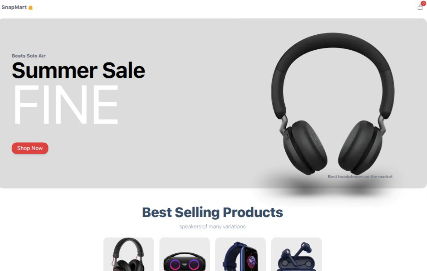 SnapMart
Beats Solo Air
Summer Sale
FINE
Shop Now
Best headphones on the market
Best Selling Products
speakers of many variations